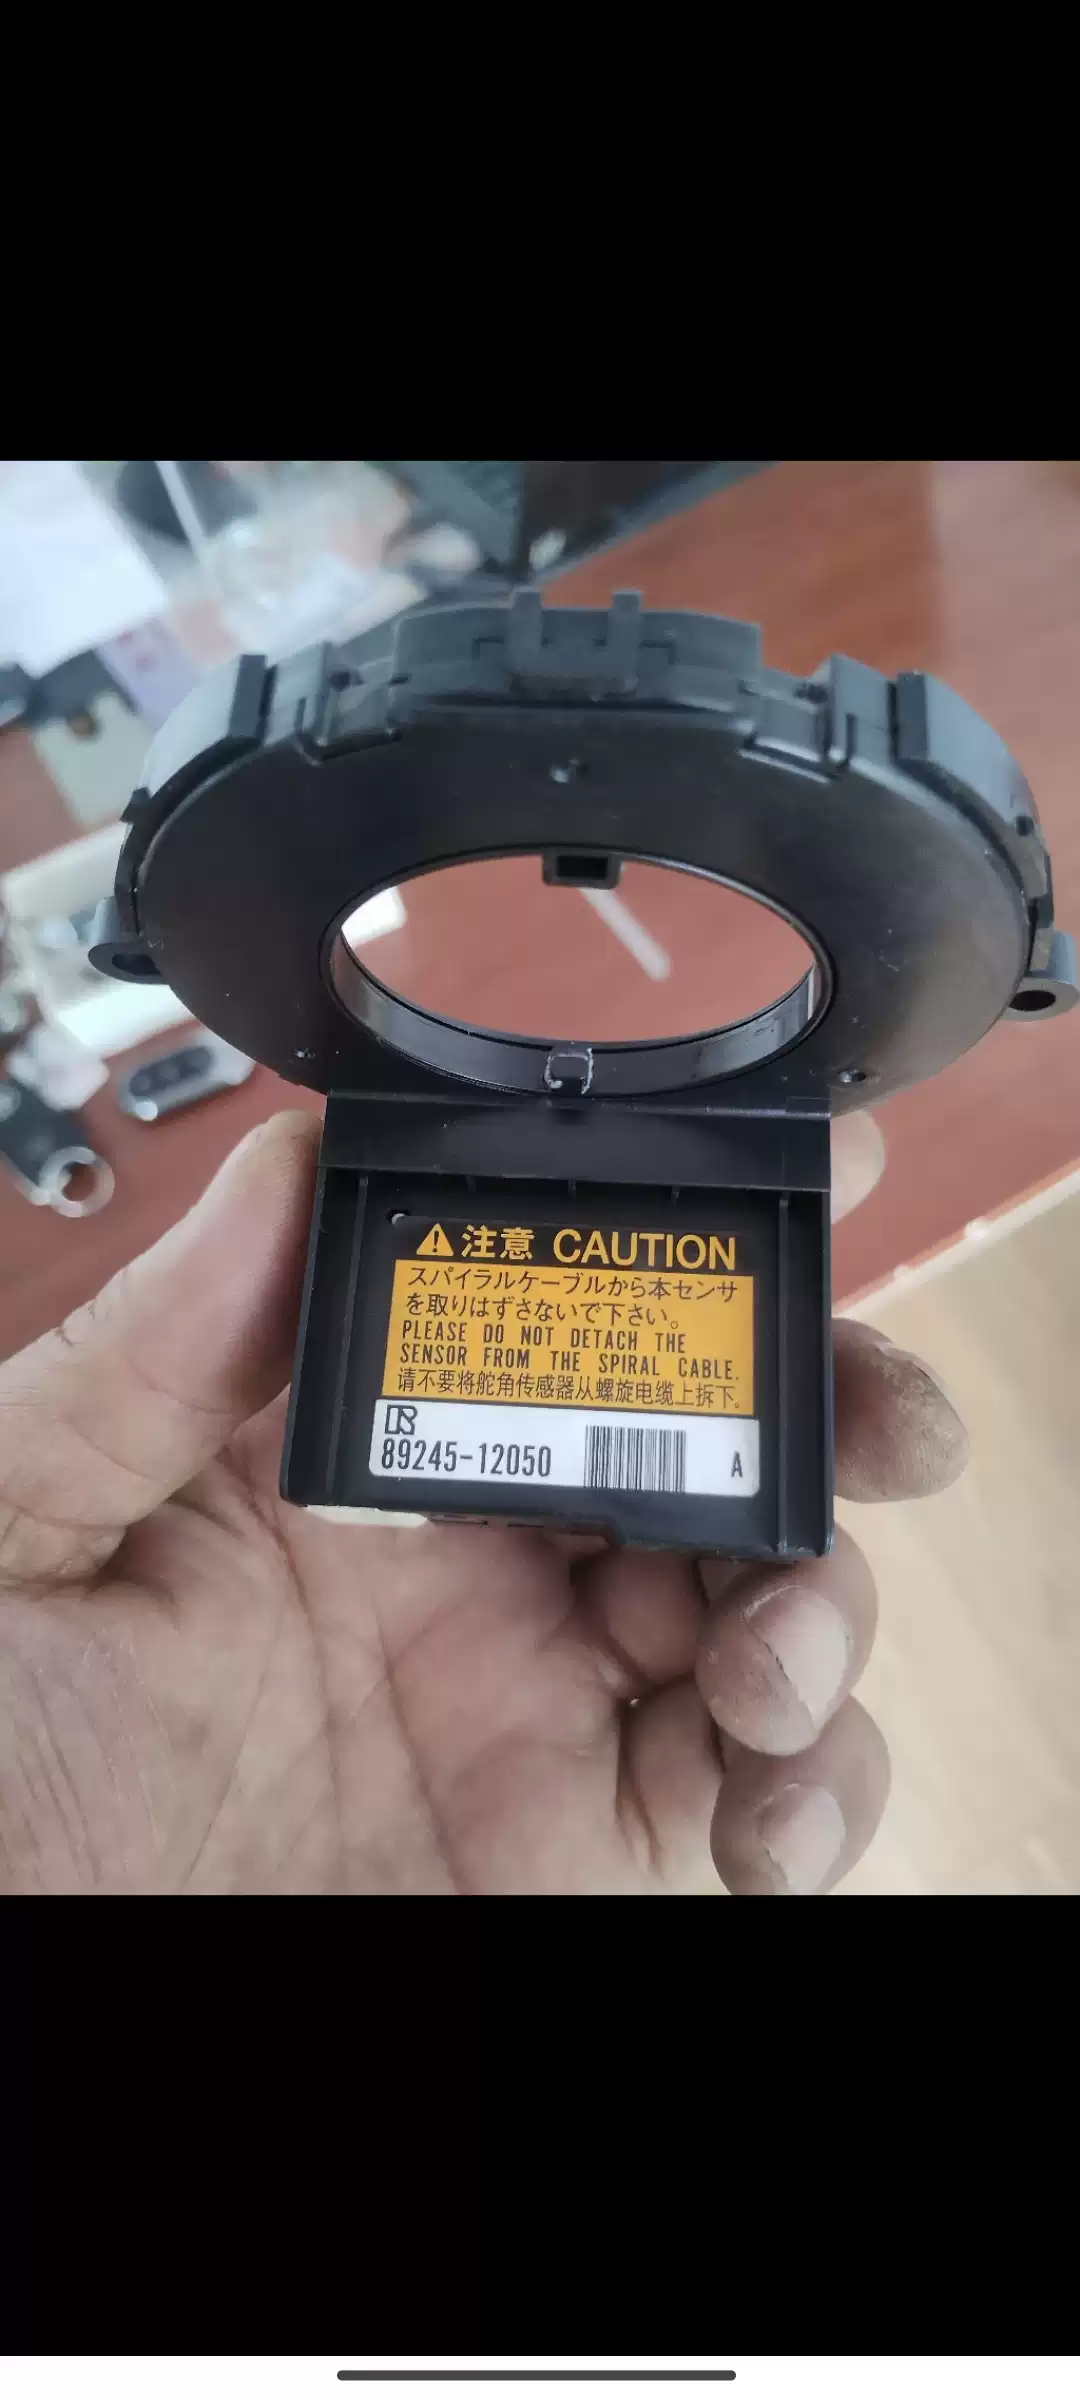 注意 CAUTION
スパイラルケーブルから本センサ
を取りはずさないで下さい。
PLEASE DO NOT DETACH THE
SENSOR FROM THE SPIRAL CABLE.
请不要将舵角传感器从螺旋电缆上拆下。
89245-12050 A